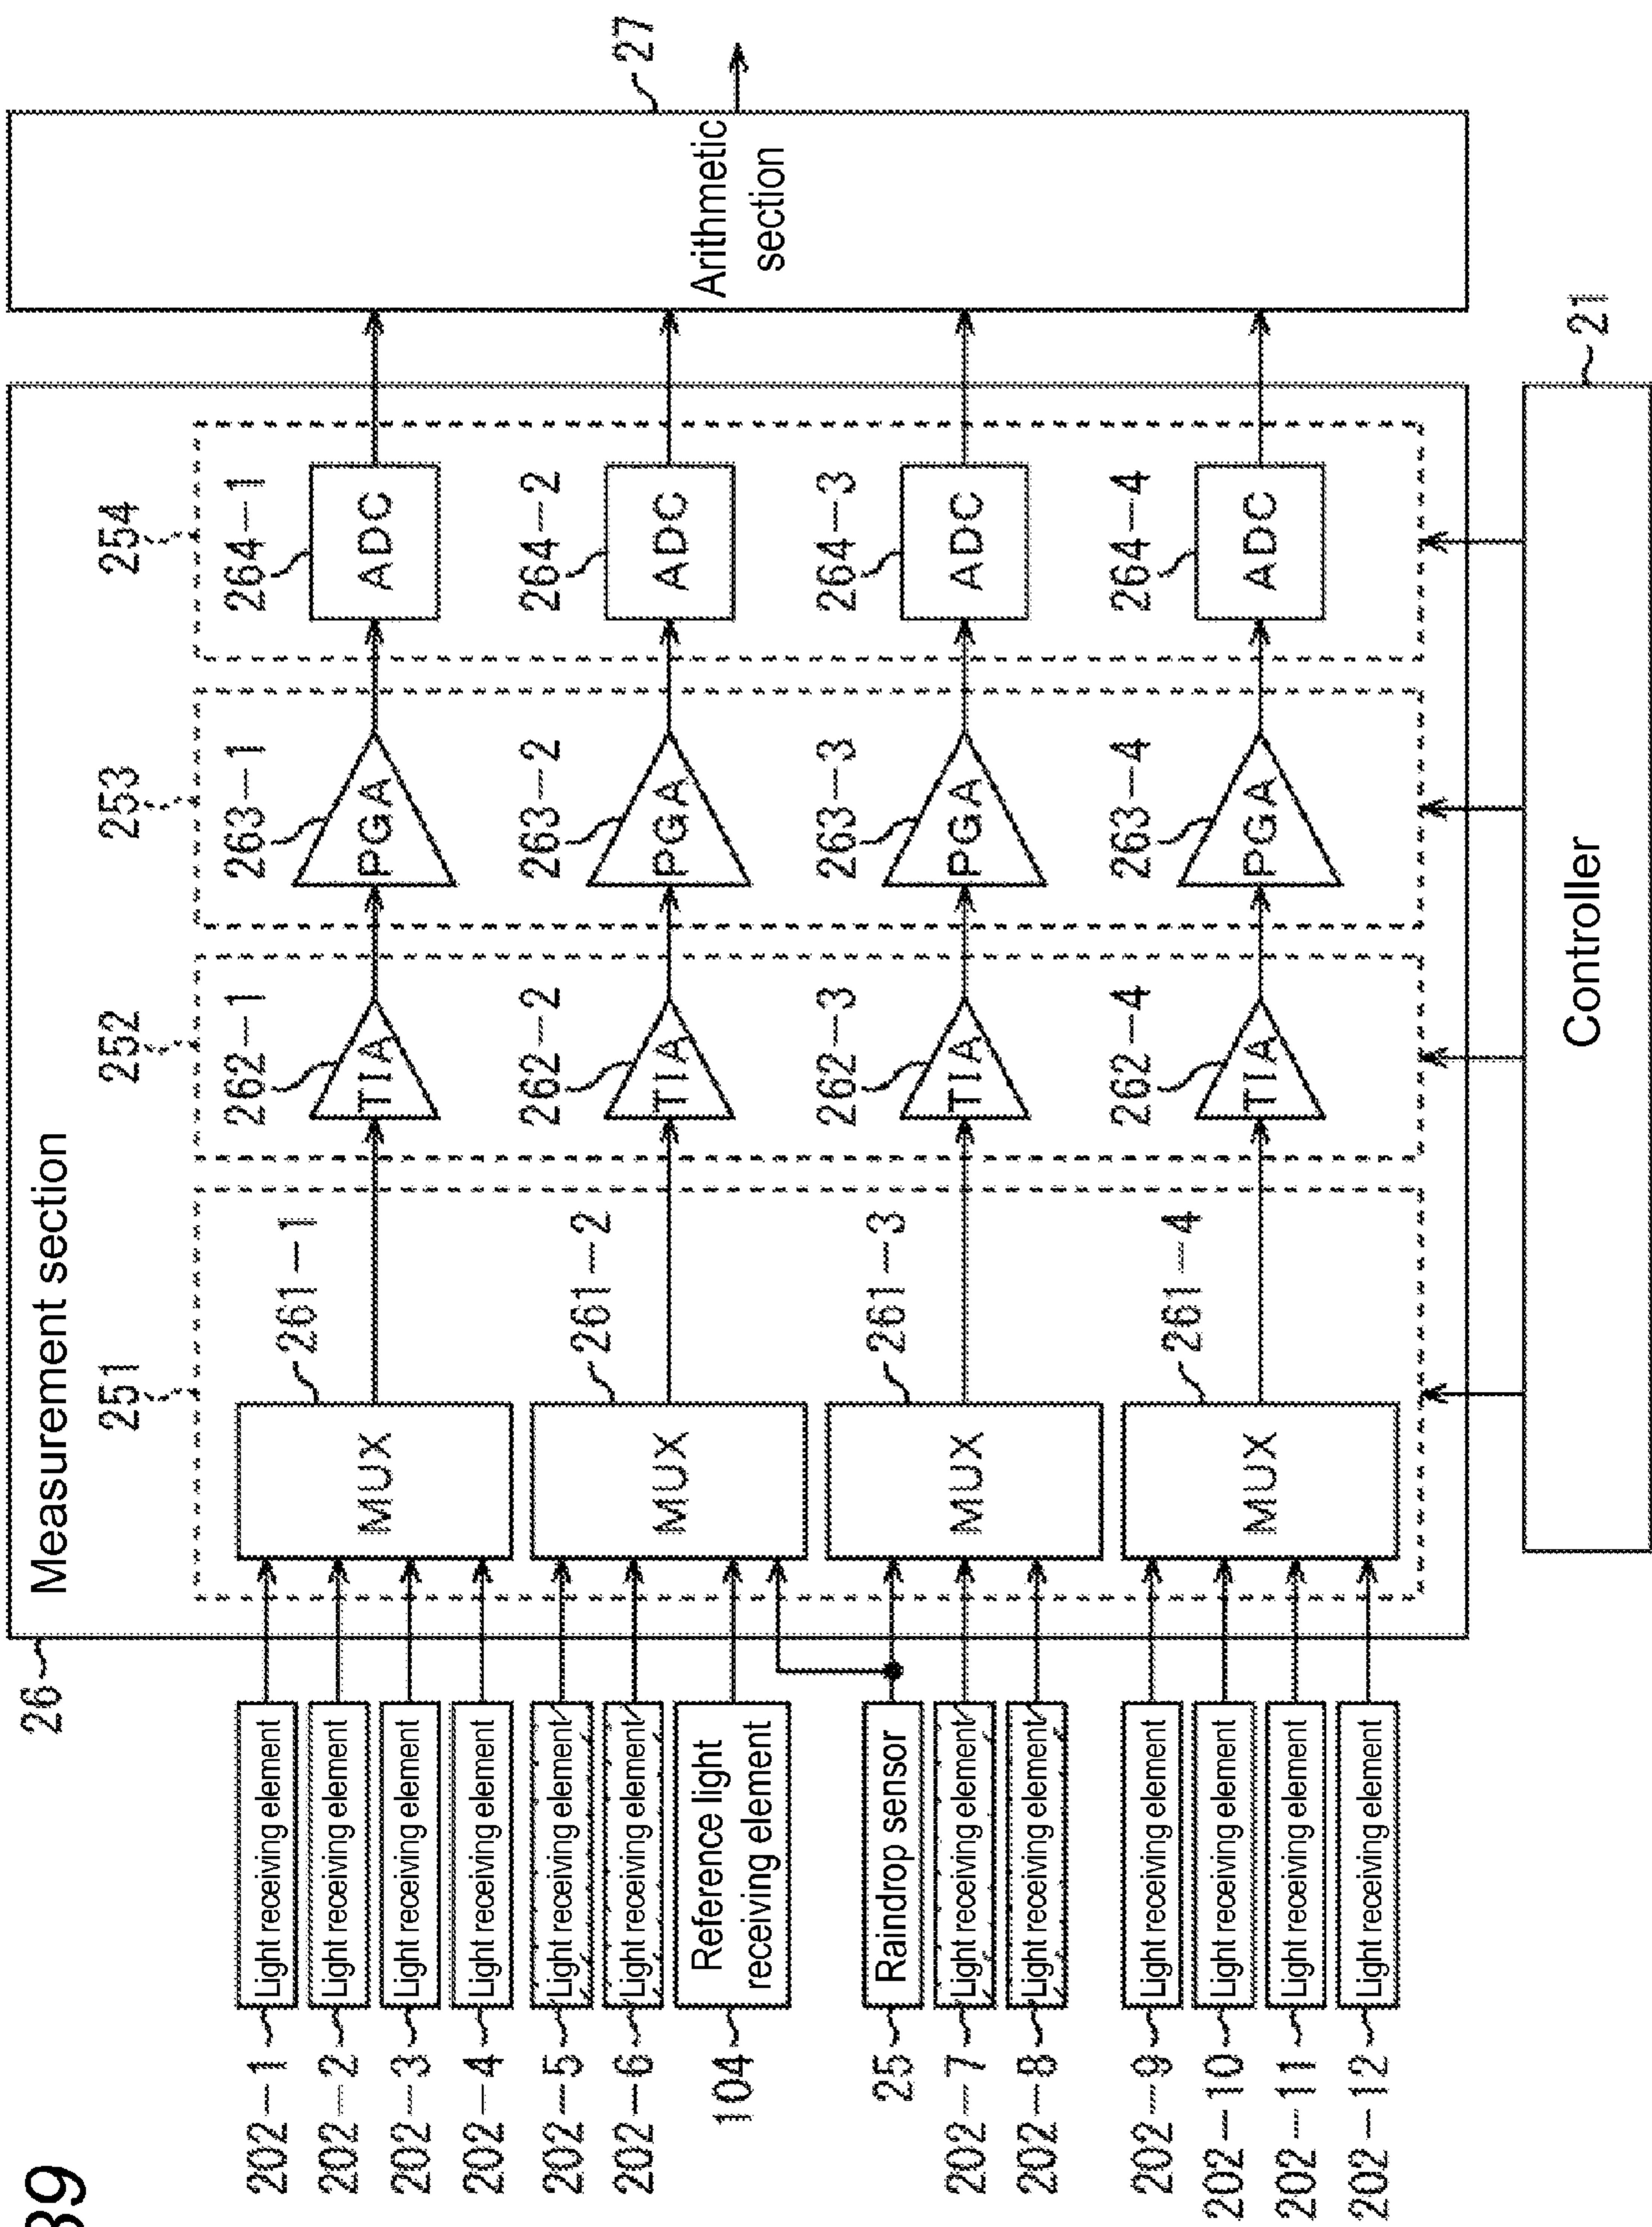 39
26
Measurement section
251
252
253
254
27
202-1
Light receiving element
202-2
Light receiving element
202-3
Light receiving element
202-4
Light receiving element
MUX
261-1
TIA
262-1
PGA
263-1
ADC
264-1
202-5
Light receiving element
202-6
Light receiving element
104
Reference light
receiving element
MUX
261-2
TIA
262-2
PGA
263-2
ADC
264-2
Arithmetic
section
25
Raindrop sensor
202-7
Light receiving element
202-8
Light receiving element
MUX
261-3
TIA
262-3
PGA
263-3
ADC
264-3
202-9
Light receiving element
202-10
Light receiving element
202-11
Light receiving element
202-12
Light receiving element
MUX
261-4
TIA
262-4
PGA
263-4
ADC
264-4
Controller
21